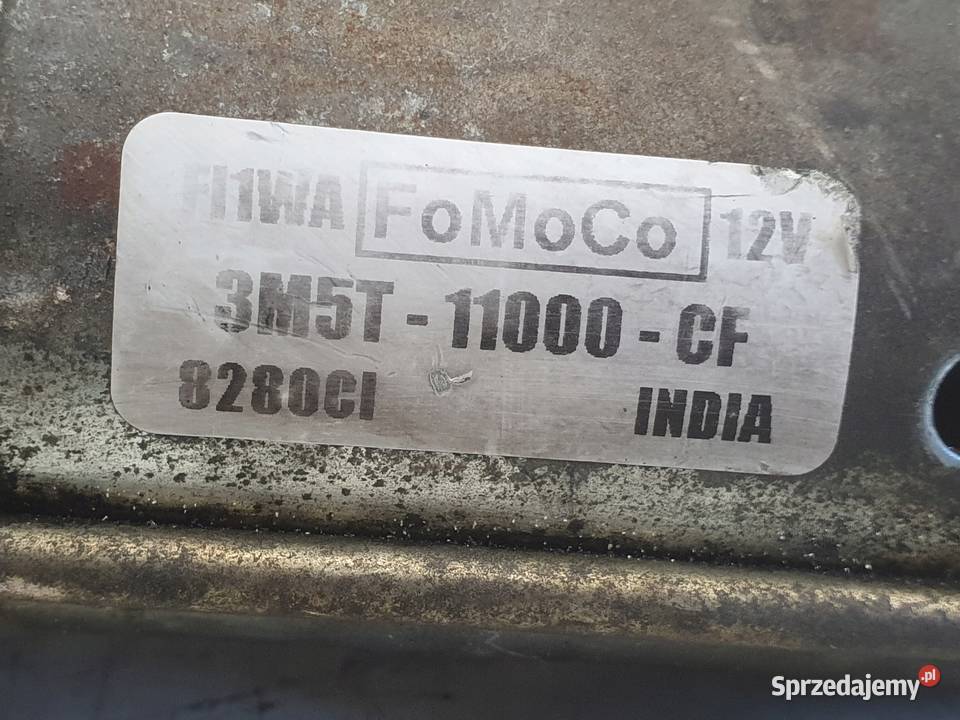 FI1WA FoMoCo 12V
3M5T - 11000 - CF
8280CI INDIA
Sprzedajemy.pl